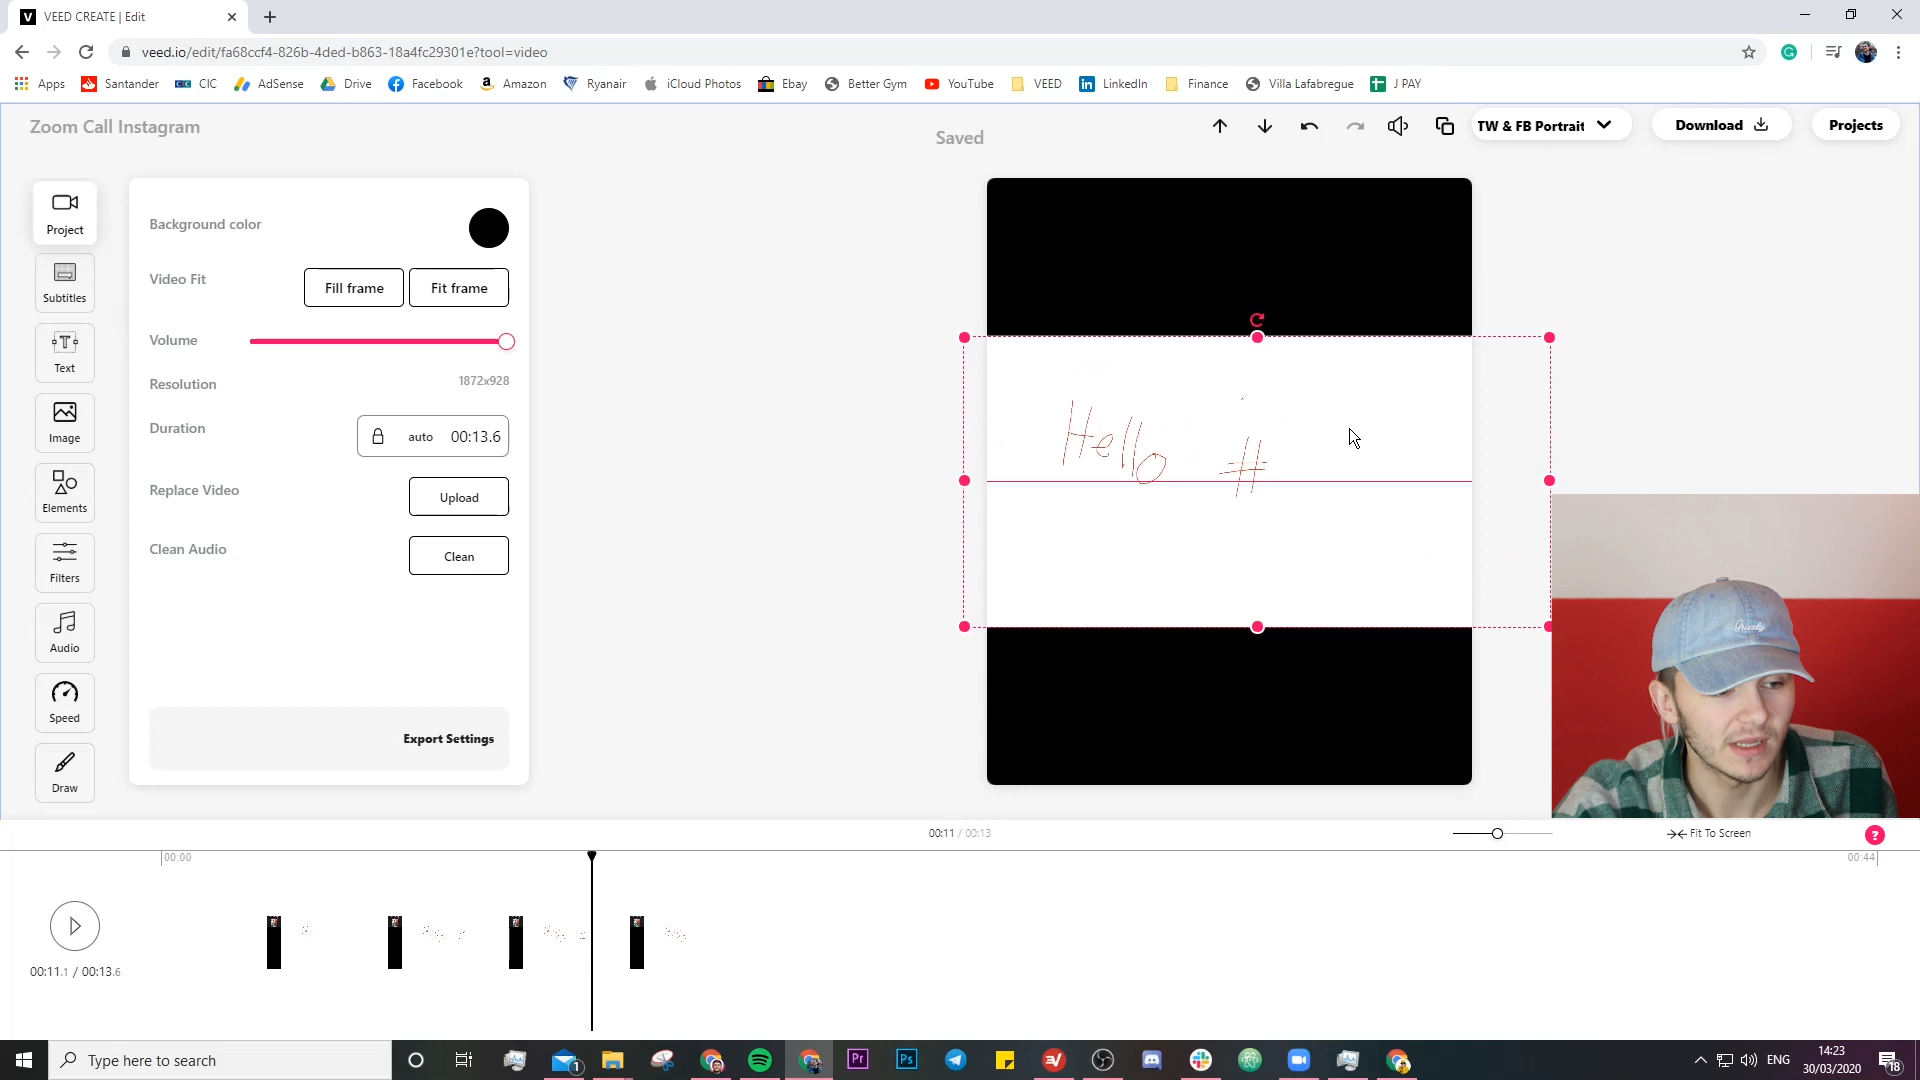 VEED CREATE | Edit
veed.io/edit/fa68ccf4-826b-4ded-b863-18a4fc29301e?tool=video
Apps Santander CIC AdSense Drive Facebook Amazon Ryanair iCloud Photos Ebay Better Gym YouTube VEED LinkedIn Finance Villa Lafabregue J PAY
Zoom Call Instagram
Saved
TW & FB Portrait
Download
Projects
Project
Subtitles
Text
Image
Elements
Filters
Audio
Speed
Draw
Background color
Video Fit Fill frame Fit frame
Volume
Resolution 1872x928
Duration auto 00:13.6
Replace Video Upload
Clean Audio Clean
Export Settings
Hello #
Grizzly
00:11 / 00:13
Fit To Screen
?
00:00
00:44
00:11.1 / 00:13.6
Type here to search
1
Pr
Ps
ENG
14:23
30/03/2020
18